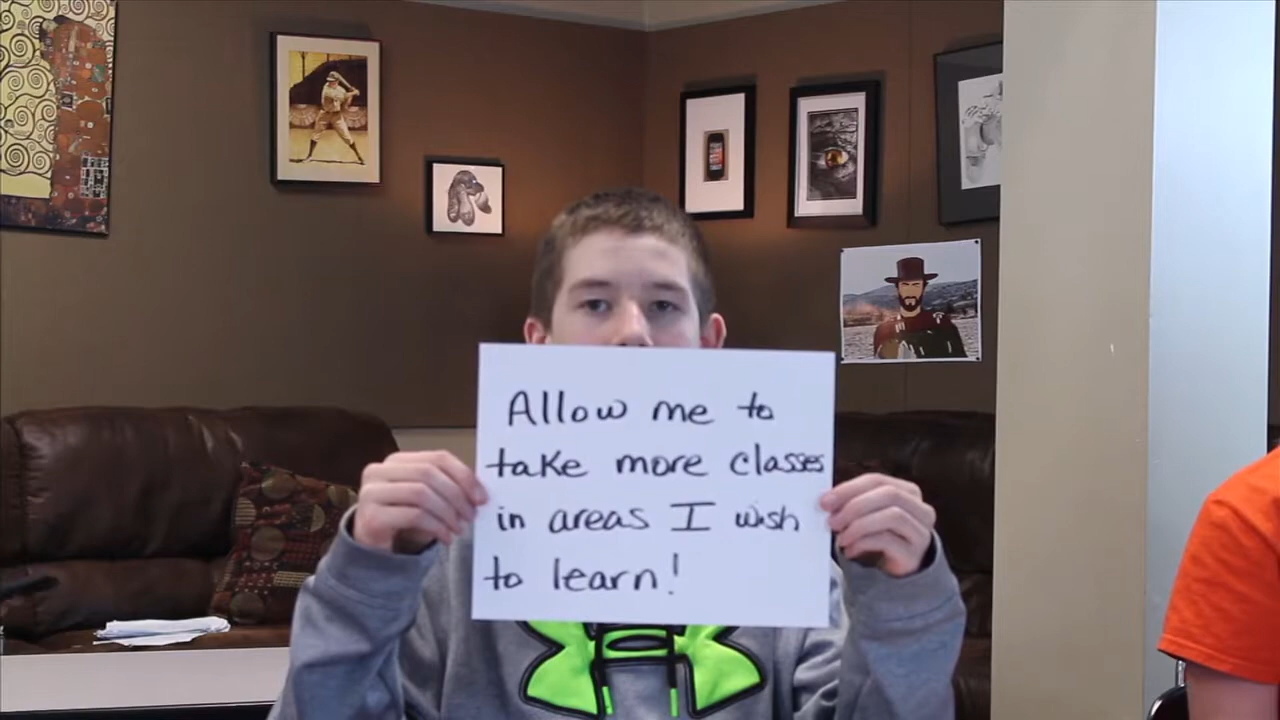 Allow me to
take more classes
in areas I wish
to learn!